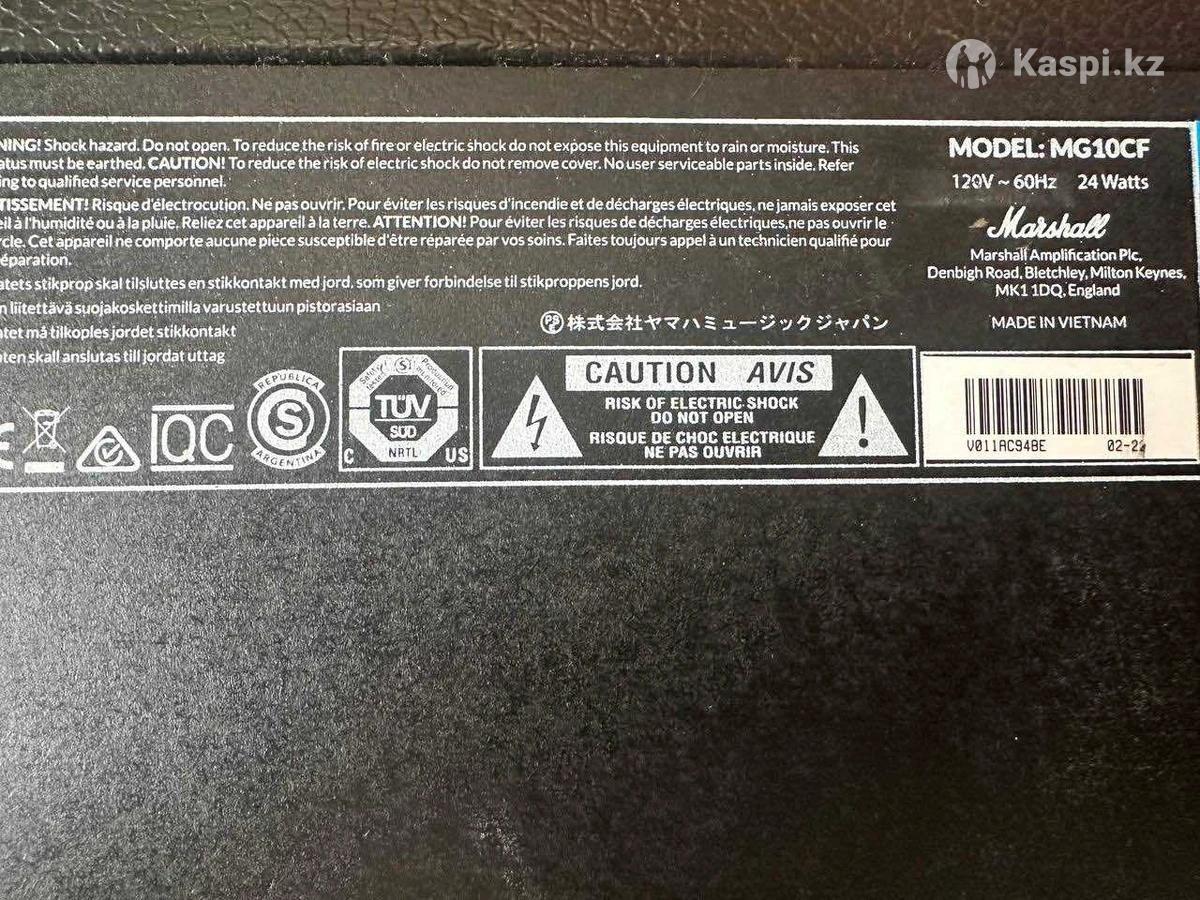 Kaspi.kz
NING! Shock hazard. Do not open. To reduce the risk of fire or electric shock do not expose this equipment to rain or moisture. This
atus must be earthed. CAUTION! To reduce the risk of electric shock do not remove cover. No user serviceable parts inside. Refer
ing to qualified service personnel.
TISSEMENT! Risque d'électrocution. Ne pas ouvrir. Pour éviter les risques d'incendie et de décharges électriques, ne jamais exposer cet
eil à l'humidité ou à la pluie. Reliez cet appareil à la terre. ATTENTION! Pour éviter les risques de décharges électriques, ne pas ouvrir le
rcle. Cet appareil ne comporte aucune pièce susceptible d'être réparée par vos soins. Faites toujours appel à un technicien qualifié pour
éparation.
atets stikprop skal tilsluttes en stikkontakt med jord, som giver forbindelse til stikproppens jord.
n liitettävä suojakoskettimilla varustettuun pistorasiaan
atet må tilkoples jordet stikkontakt
aten skall anslutas till jordat uttag
PS E 株式会社ヤマハミュージックジャパン
MODEL: MG10CF
120V ~ 60Hz 24 Watts
Marshall
Marshall Amplification Plc,
Denbigh Road, Bletchley, Milton Keynes,
MK1 1DQ, England
MADE IN VIETNAM
CE
IQC
REPUBLICA
S
ARGENTINA
Safety tested
S
Production monitored
TÜV
SÜD
NRTL
C US
CAUTION AVIS
RISK OF ELECTRIC SHOCK
DO NOT OPEN
RISQUE DE CHOC ELECTRIQUE
NE PAS OUVRIR
V011AC94BE 02-22